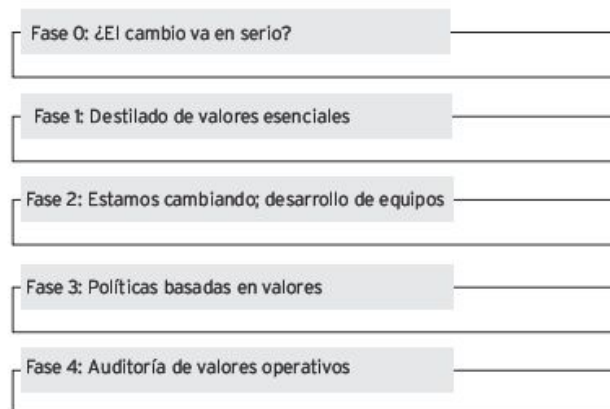 Fase 0: ¿El cambio va en serio?
Fase 1: Destilado de valores esenciales
Fase 2: Estamos cambiando; desarrollo de equipos
Fase 3: Políticas basadas en valores
Fase 4: Auditoría de valores operativos